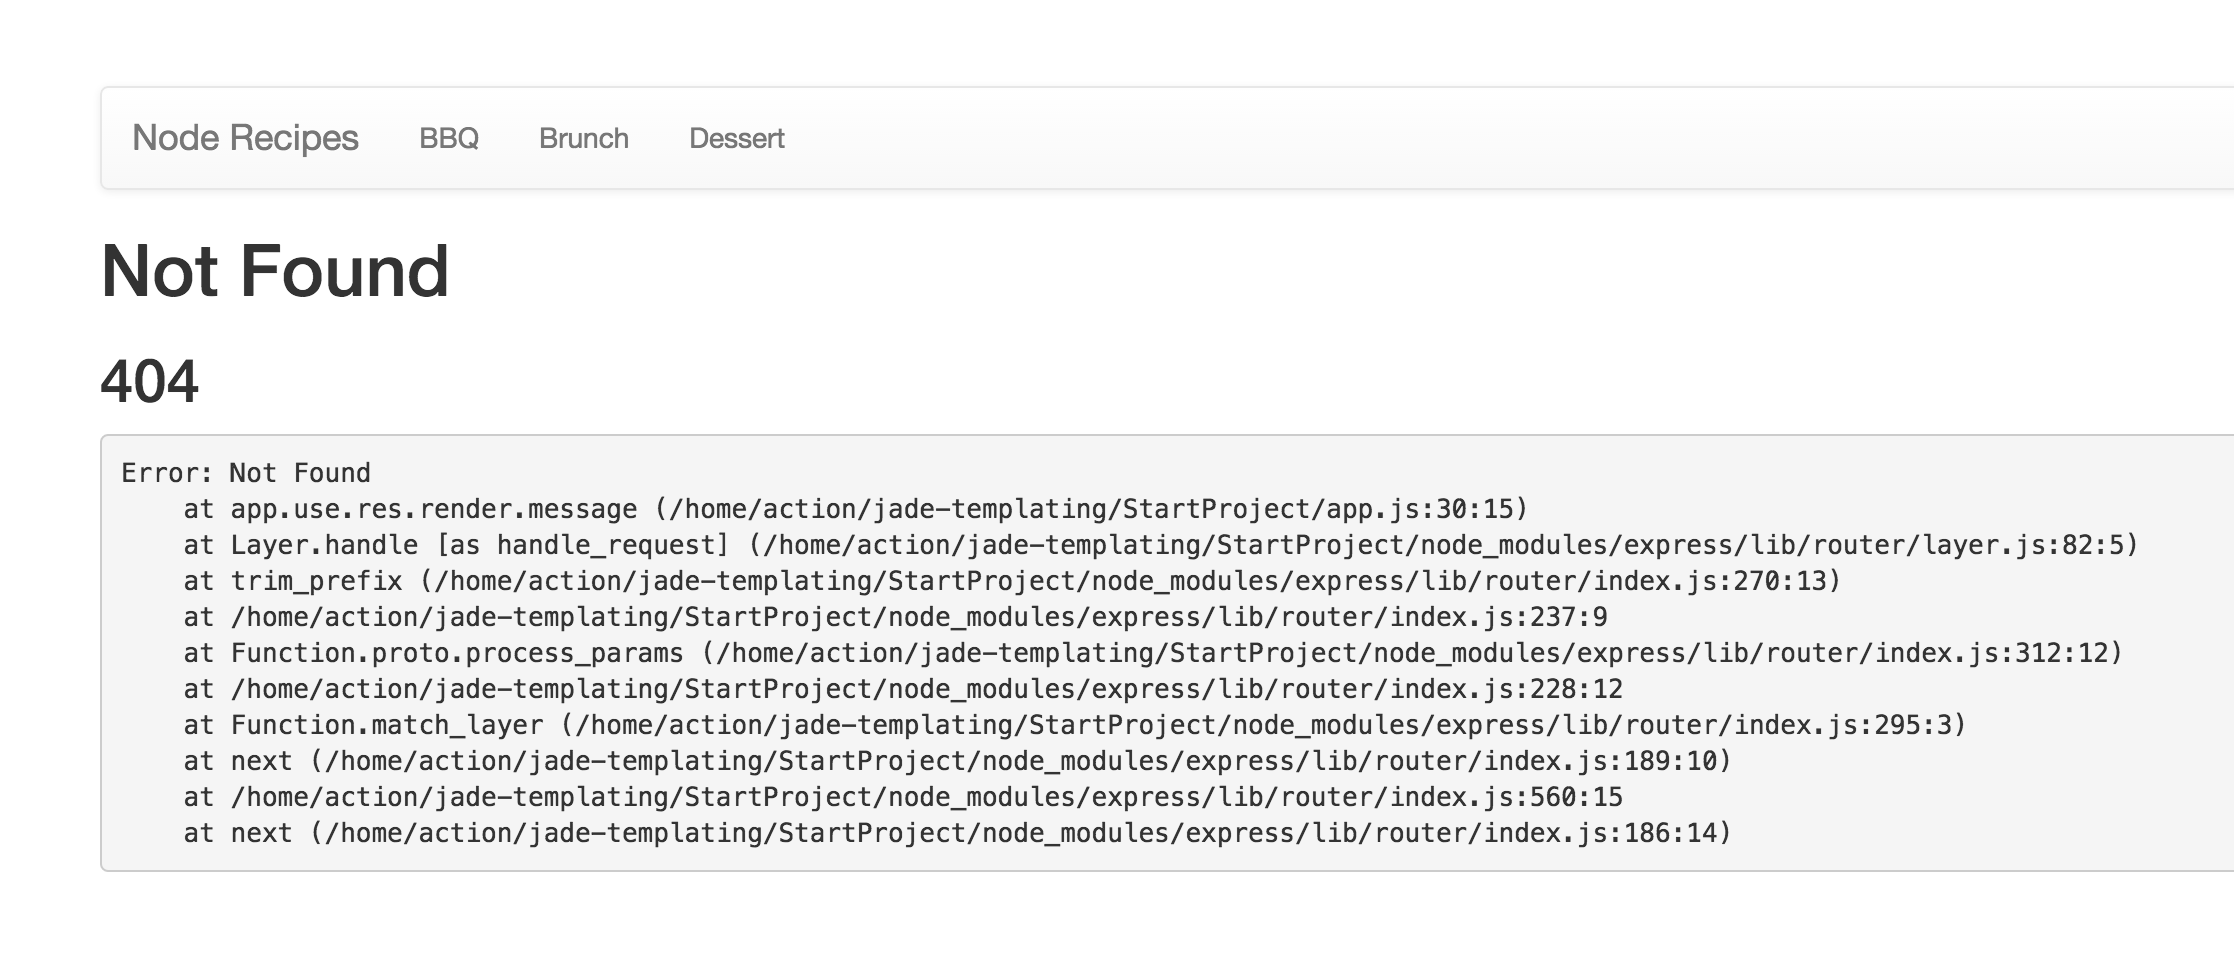 Node Recipes BBQ Brunch Dessert
Not Found
404
Error: Not Found
at app.use.res.render.message (/home/action/jade-templating/StartProject/app.js:30:15)
at Layer.handle [as handle_request] (/home/action/jade-templating/StartProject/node_modules/express/lib/router/layer.js:82:5)
at trim_prefix (/home/action/jade-templating/StartProject/node_modules/express/lib/router/index.js:270:13)
at /home/action/jade-templating/StartProject/node_modules/express/lib/router/index.js:237:9
at Function.proto.process_params (/home/action/jade-templating/StartProject/node_modules/express/lib/router/index.js:312:12)
at /home/action/jade-templating/StartProject/node_modules/express/lib/router/index.js:228:12
at Function.match_layer (/home/action/jade-templating/StartProject/node_modules/express/lib/router/index.js:295:3)
at next (/home/action/jade-templating/StartProject/node_modules/express/lib/router/index.js:189:10)
at /home/action/jade-templating/StartProject/node_modules/express/lib/router/index.js:560:15
at next (/home/action/jade-templating/StartProject/node_modules/express/lib/router/index.js:186:14)